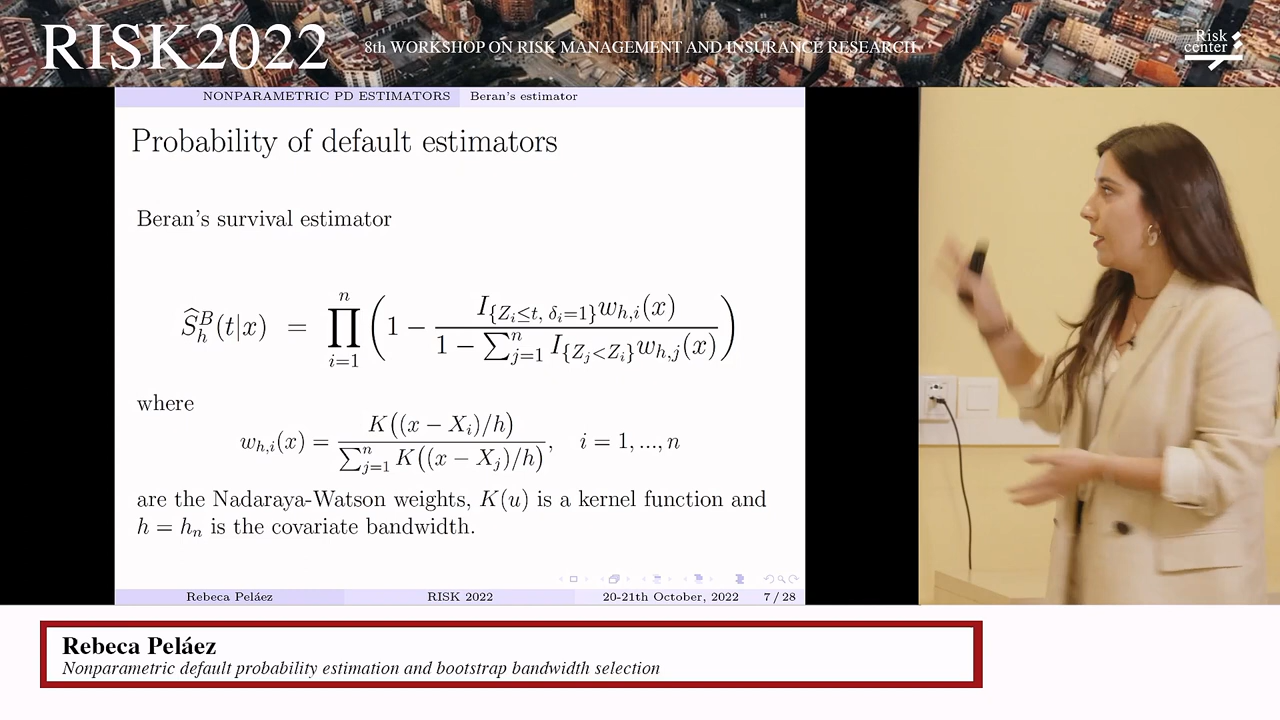 RISK2022
8th WORKSHOP ON RISK MANAGEMENT AND INSURANCE RESEARCH
Risk
center
NONPARAMETRIC PD ESTIMATORS Beran's estimator
Probability of default estimators
Beran's survival estimator
$\widehat{S}_h^B(t|x) = \prod_{i=1}^{n} \left(1 - \frac{I_{\{Z_i \leq t, \delta_i = 1\}} w_{h,i}(x)}{1 - \sum_{j=1}^{n} I_{\{Z_j < Z_i\}} w_{h,j}(x)}\right)$
where
$w_{h,i}(x) = \frac{K((x - X_i)/h)}{\sum_{j=1}^{n} K((x - X_j)/h)}, \quad i = 1, ..., n$
are the Nadaraya-Watson weights, $K(u)$ is a kernel function and
$h = h_n$ is the covariate bandwidth.
Rebeca Peláez RISK 2022 20-21th October, 2022 7 / 28
Rebeca Peláez
Nonparametric default probability estimation and bootstrap bandwidth selection